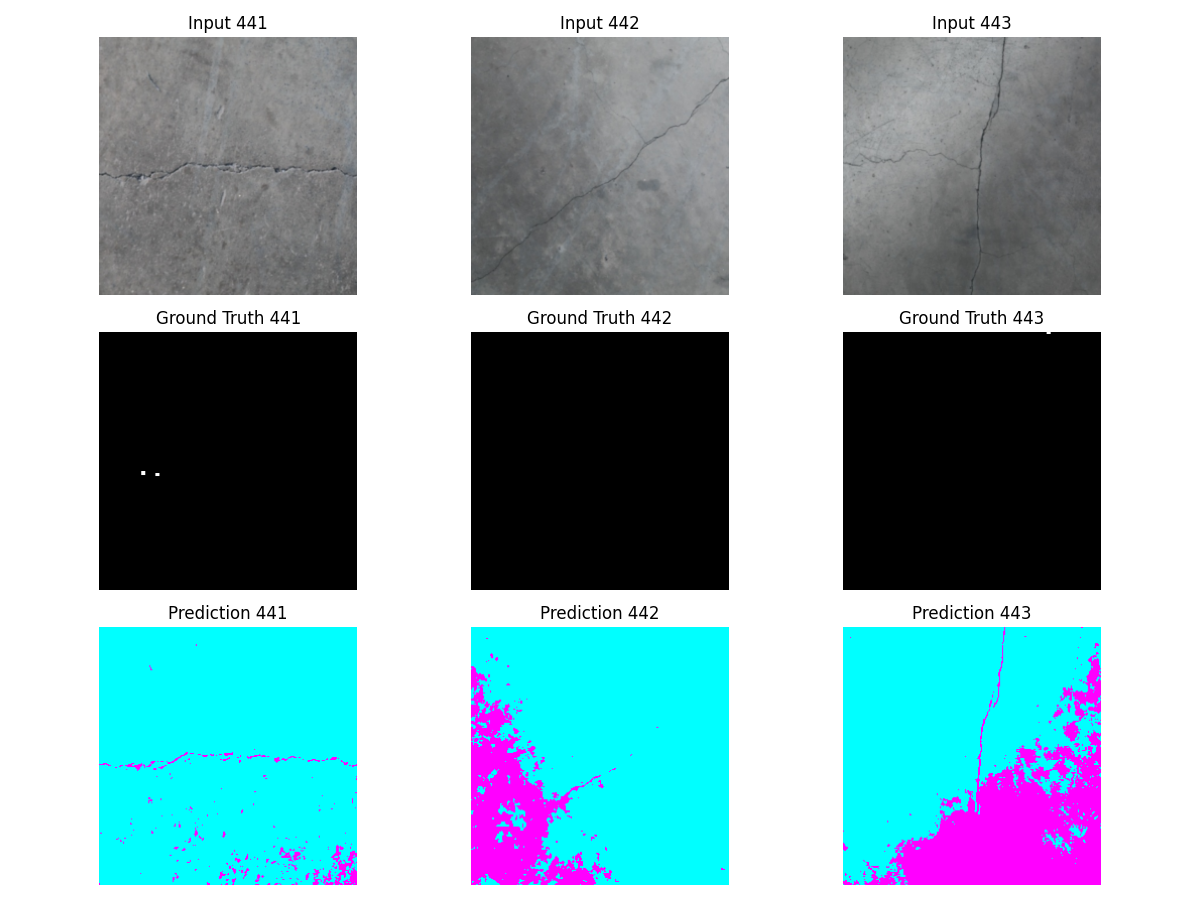 Input 441
Input 442
Input 443
Ground Truth 441
Ground Truth 442
Ground Truth 443
Prediction 441
Prediction 442
Prediction 443